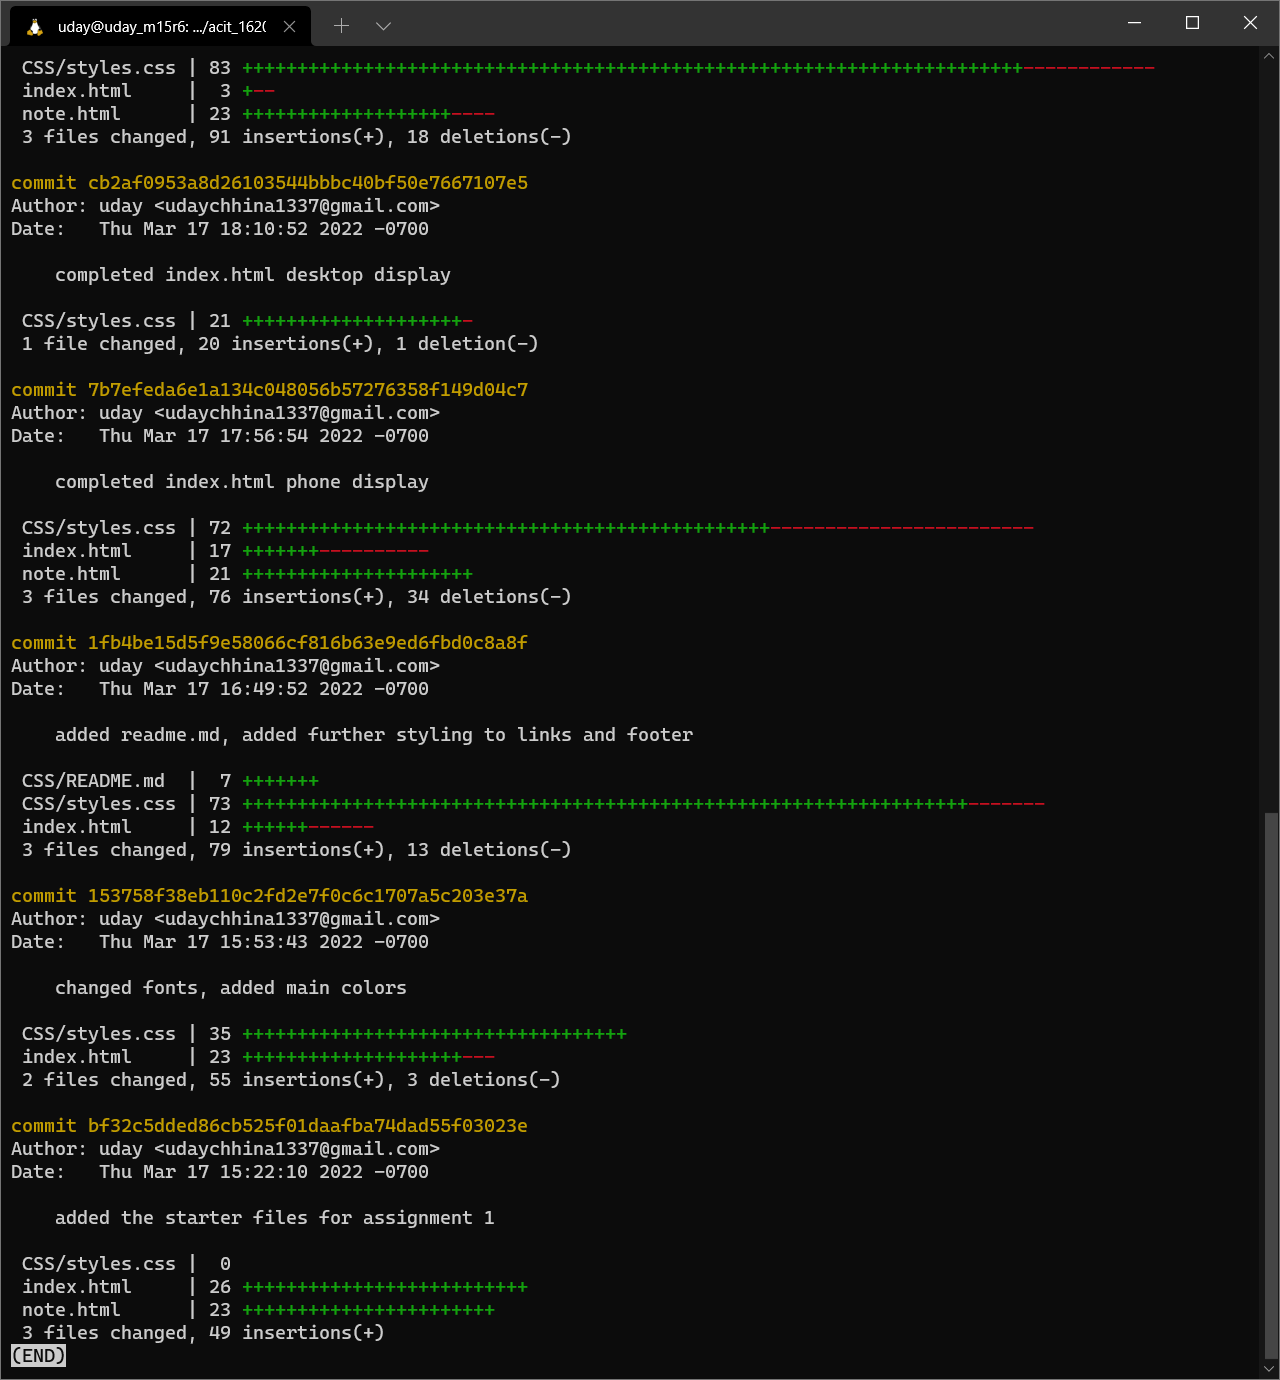 uday@uday_m15r6: .../acit_1620
CSS/styles.css | 83 +++++++++++++++++++++++++++++++++++++++++++++++++++++++++++++++++++++++------------
index.html     |  3 +--
note.html      | 23 +++++++++++++++++++----
3 files changed, 91 insertions(+), 18 deletions(-)
commit cb2af0953a8d26103544bbbc40bf50e7667107e5
Author: uday <udaychhina1337@gmail.com>
Date:   Thu Mar 17 18:10:52 2022 -0700
completed index.html desktop display
CSS/styles.css | 21 ++++++++++++++++++++-
1 file changed, 20 insertions(+), 1 deletion(-)
commit 7b7efeda6e1a134c048056b57276358f149d04c7
Author: uday <udaychhina1337@gmail.com>
Date:   Thu Mar 17 17:56:54 2022 -0700
completed index.html phone display
CSS/styles.css | 72 ++++++++++++++++++++++++++++++++++++++++++++++++------------------------
index.html     | 17 +++++++----------
note.html      | 21 +++++++++++++++++++++
3 files changed, 76 insertions(+), 34 deletions(-)
commit 1fb4be15d5f9e58066cf816b63e9ed6fbd0c8a8f
Author: uday <udaychhina1337@gmail.com>
Date:   Thu Mar 17 16:49:52 2022 -0700
added readme.md, added further styling to links and footer
CSS/README.md  |  7 +++++++
CSS/styles.css | 73 ++++++++++++++++++++++++++++++++++++++++++++++++++++++++++++++++++-------
index.html     | 12 ++++++------
3 files changed, 79 insertions(+), 13 deletions(-)
commit 153758f38eb110c2fd2e7f0c6c1707a5c203e37a
Author: uday <udaychhina1337@gmail.com>
Date:   Thu Mar 17 15:53:43 2022 -0700
changed fonts, added main colors
CSS/styles.css | 35 +++++++++++++++++++++++++++++++++++
index.html     | 23 ++++++++++++++++++++---
2 files changed, 55 insertions(+), 3 deletions(-)
commit bf32c5dded86cb525f01daafba74dad55f03023e
Author: uday <udaychhina1337@gmail.com>
Date:   Thu Mar 17 15:22:10 2022 -0700
added the starter files for assignment 1
CSS/styles.css |  0
index.html     | 26 ++++++++++++++++++++++++++
note.html      | 23 +++++++++++++++++++++++
3 files changed, 49 insertions(+)
(END)